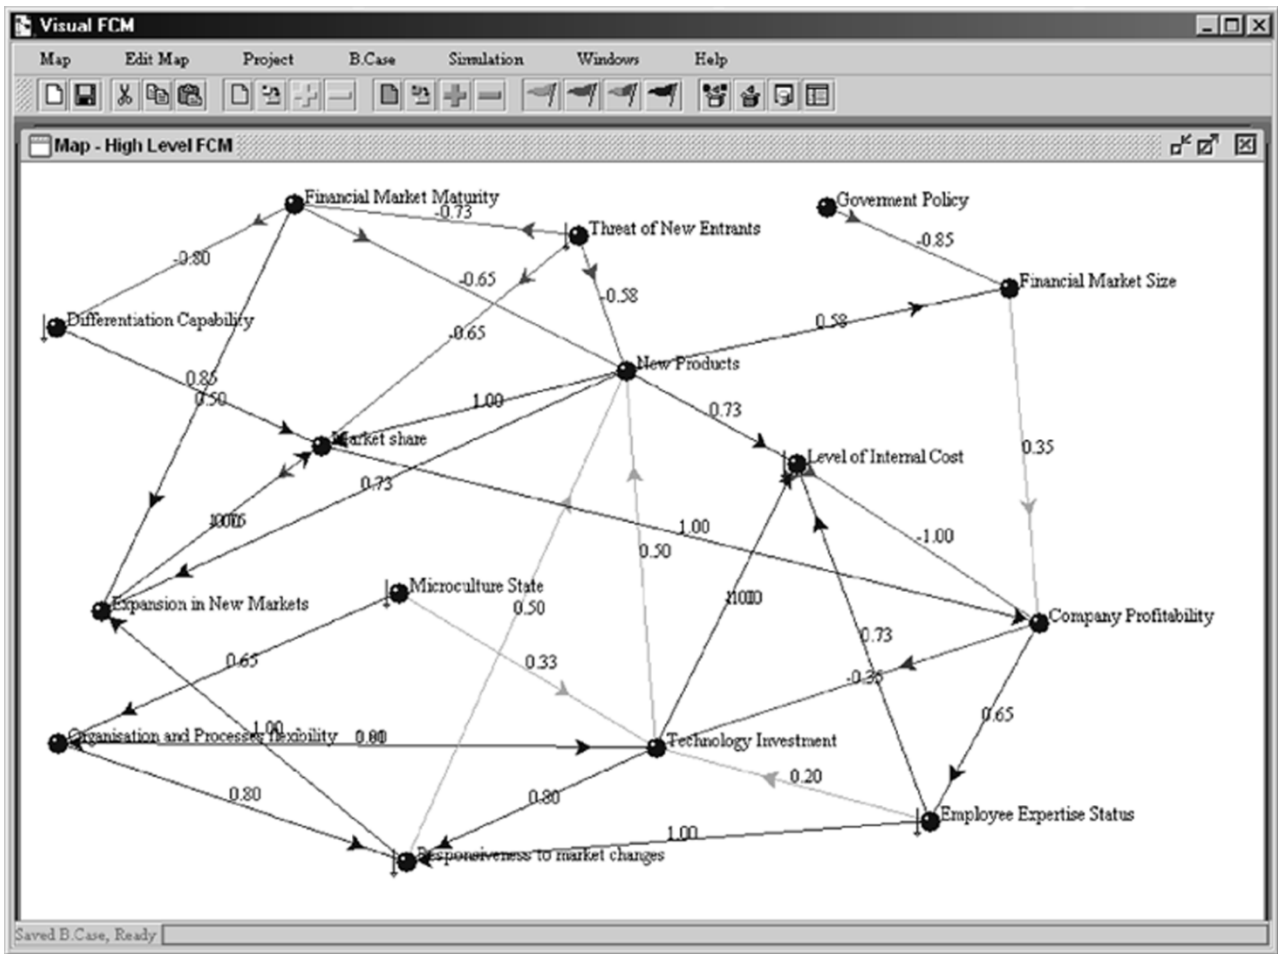 Visual FCM
Map Edit Map Project B.Case Simulation Windows Help
Map - High Level FCM
Financial Market Maturity
Goverment Policy
-0.73
Threat of New Entrants
-0.85
-0.80
-0.65
Financial Market Size
-0.58
Differentiation Capability
0.58
-0.65
New Products
0.85
0.50
1.00
0.73
Market share
0.35
Level of Internal Cost
0.73
1.00
-1.00
0.50
Microculture State
Expansion in New Markets
0.50
Company Profitability
0.73
0.65
0.33
-0.35
0.65
1.00
Organisation and Processes flexibility
Technology Investment
0.20
0.80
0.80
Employee Expertise Status
1.00
Responsiveness to market changes
Saved B.Case, Ready